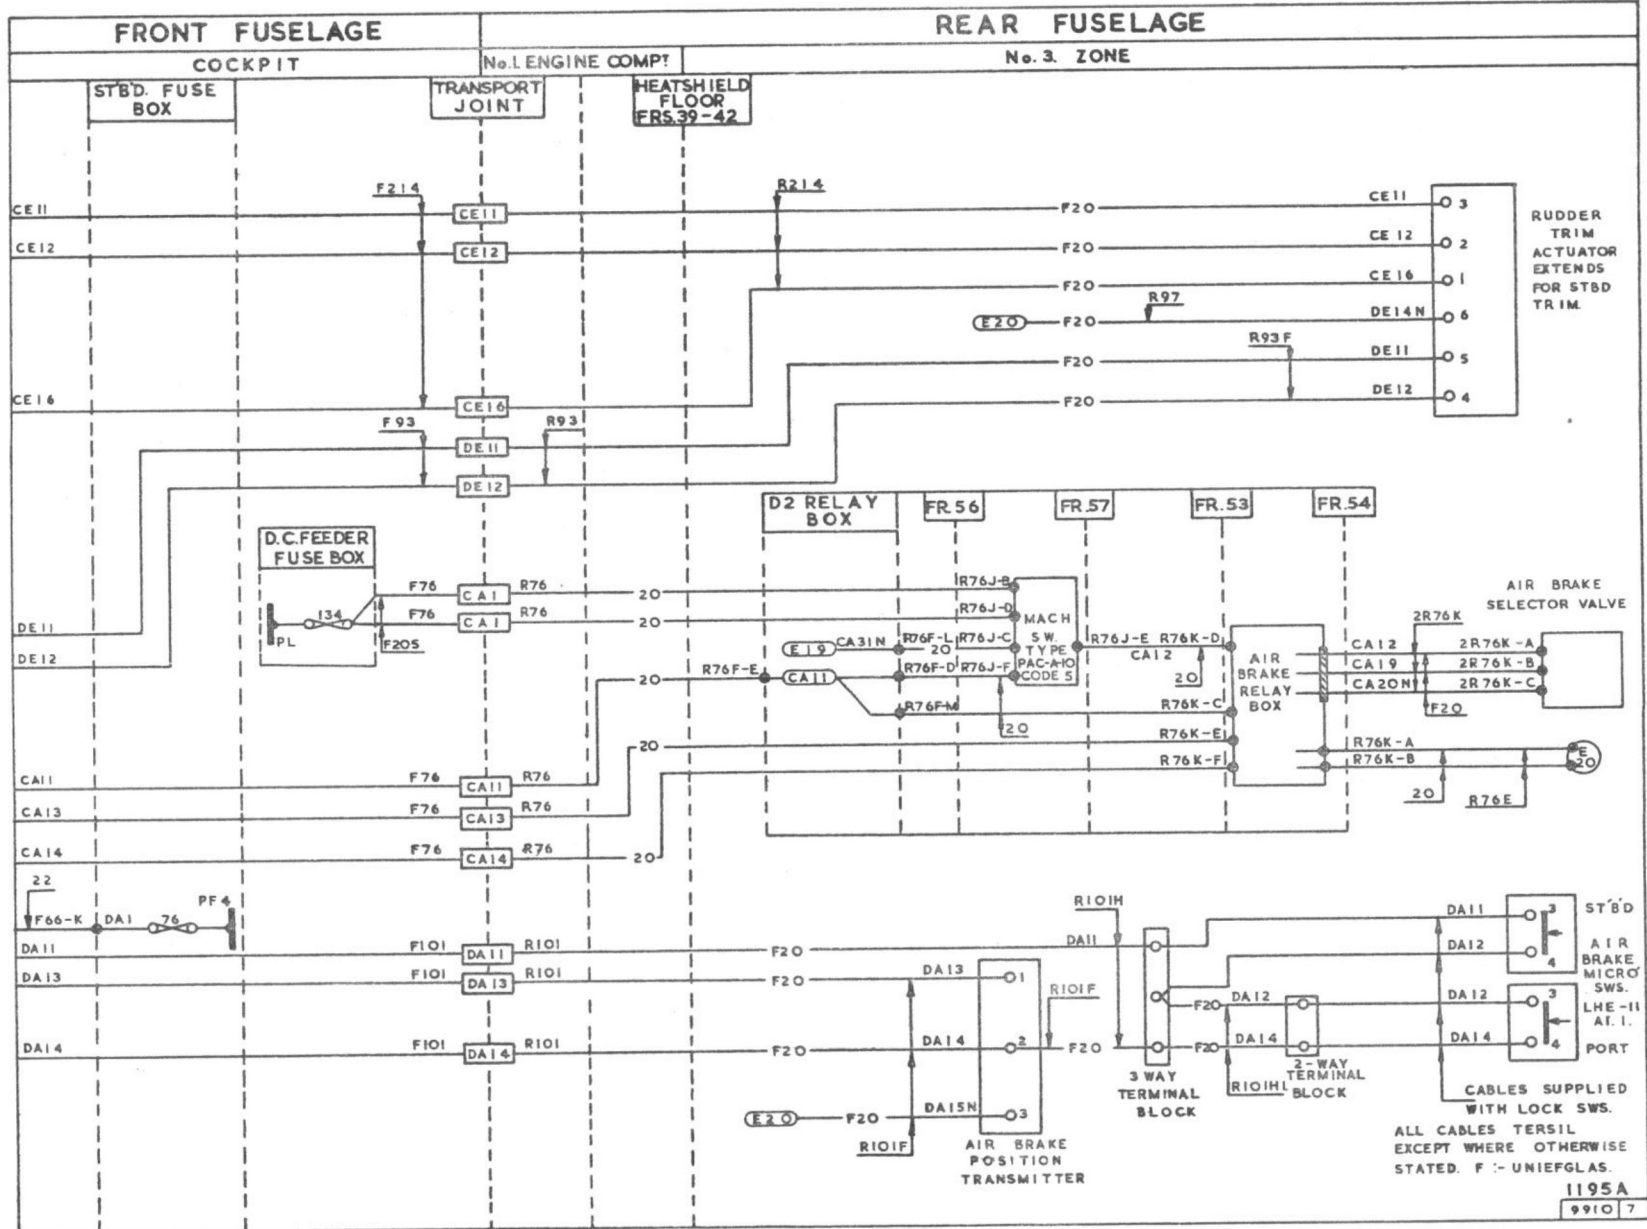 FRONT FUSELAGE
REAR FUSELAGE
COCKPIT
No.1 ENGINE COMPT
No. 3. ZONE
ST'B'D. FUSE
BOX
TRANSPORT
JOINT
HEATSHIELD
FLOOR
FRS.39-42
F214
R214
CE11
CE11
F20
CE11
3
CE12
CE12
F20
CE 12
2
F20
CE16
1
R97
E20
F20
DE14N
6
R93F
F20
DE11
5
CE16
CE16
F20
DE12
4
RUDDER
TRIM
ACTUATOR
EXTENDS
FOR STBD
TRIM.
F93
R93
DE11
DE12
D.C. FEEDER
FUSE BOX
134
PL
F20S
DE11
DE12
F76
CA1
R76
20
R76J-B
F76
CA1
R76
20
R76J-D
D2 RELAY
BOX
FR.56
FR.57
FR.53
FR.54
E19
CA31N
R76F-L
20
R76J-C
R76F-E
CA11
R76F-D
R76J-F
R76F-M
20
20
MACH
SW.
TYPE
PAC-A-10
CODE 5
R76J-E
R76K-D
CA12
20
R76K-C
R76K-E
R76K-F
AIR
BRAKE
RELAY
BOX
AIR BRAKE
SELECTOR VALVE
2R76K
CA12
2R76K-A
CA19
2R76K-B
CA20N
2R76K-C
F20
R76K-A
R76K-B
E
20
20
R76E
CA11
F76
CA11
R76
CA13
F76
CA13
R76
20
CA14
F76
CA14
R76
20
22
F66-K
DA1
76
PF4
DA11
F101
DA11
R101
F20
DA11
R101H
DA13
F101
DA13
R101
F20
DA13
1
DA14
F101
DA14
R101
F20
DA14
2
R101F
F20
E20
F20
DA15N
3
R101F
AIR BRAKE
POSITION
TRANSMITTER
3 WAY
TERMINAL
BLOCK
F20
DA12
F20
DA14
R101H1
2-WAY
TERMINAL
BLOCK
DA11
3
DA12
4
DA12
3
DA14
4
ST'B'D
AIR
BRAKE
MICRO
SWS.
LHE-11
PORT
CABLES SUPPLIED
WITH LOCK SWS.
ALL CABLES TERSIL
EXCEPT WHERE OTHERWISE
STATED. F :- UNIEFGLAS.
1195A
9910 7